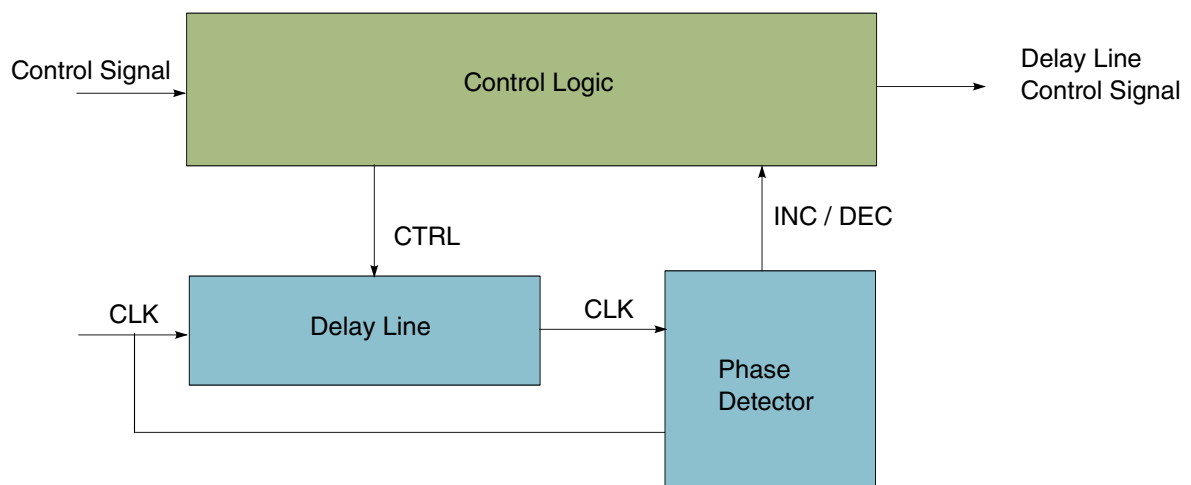 Control Signal
Control Logic
Delay Line
Control Signal
CTRL
INC / DEC
CLK
Delay Line
CLK
Phase
Detector